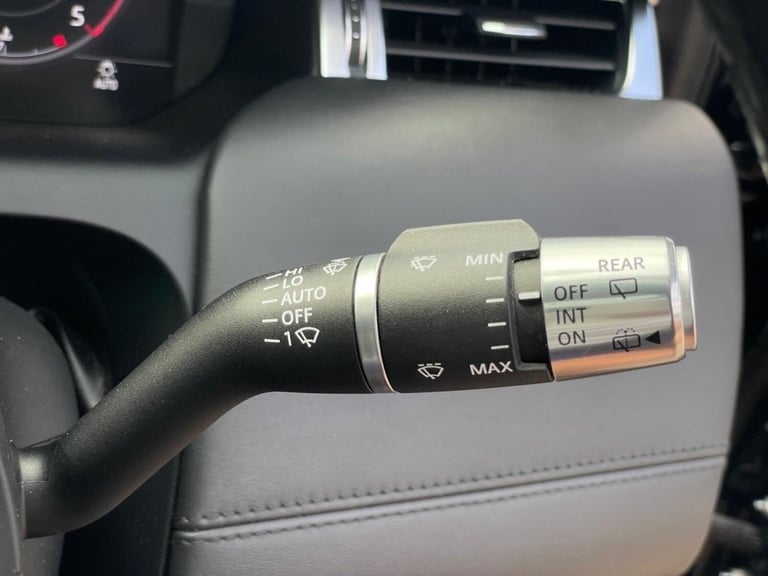 5
AUTO
HI
LO
AUTO
OFF
1
MIN
MAX
REAR
OFF
INT
ON